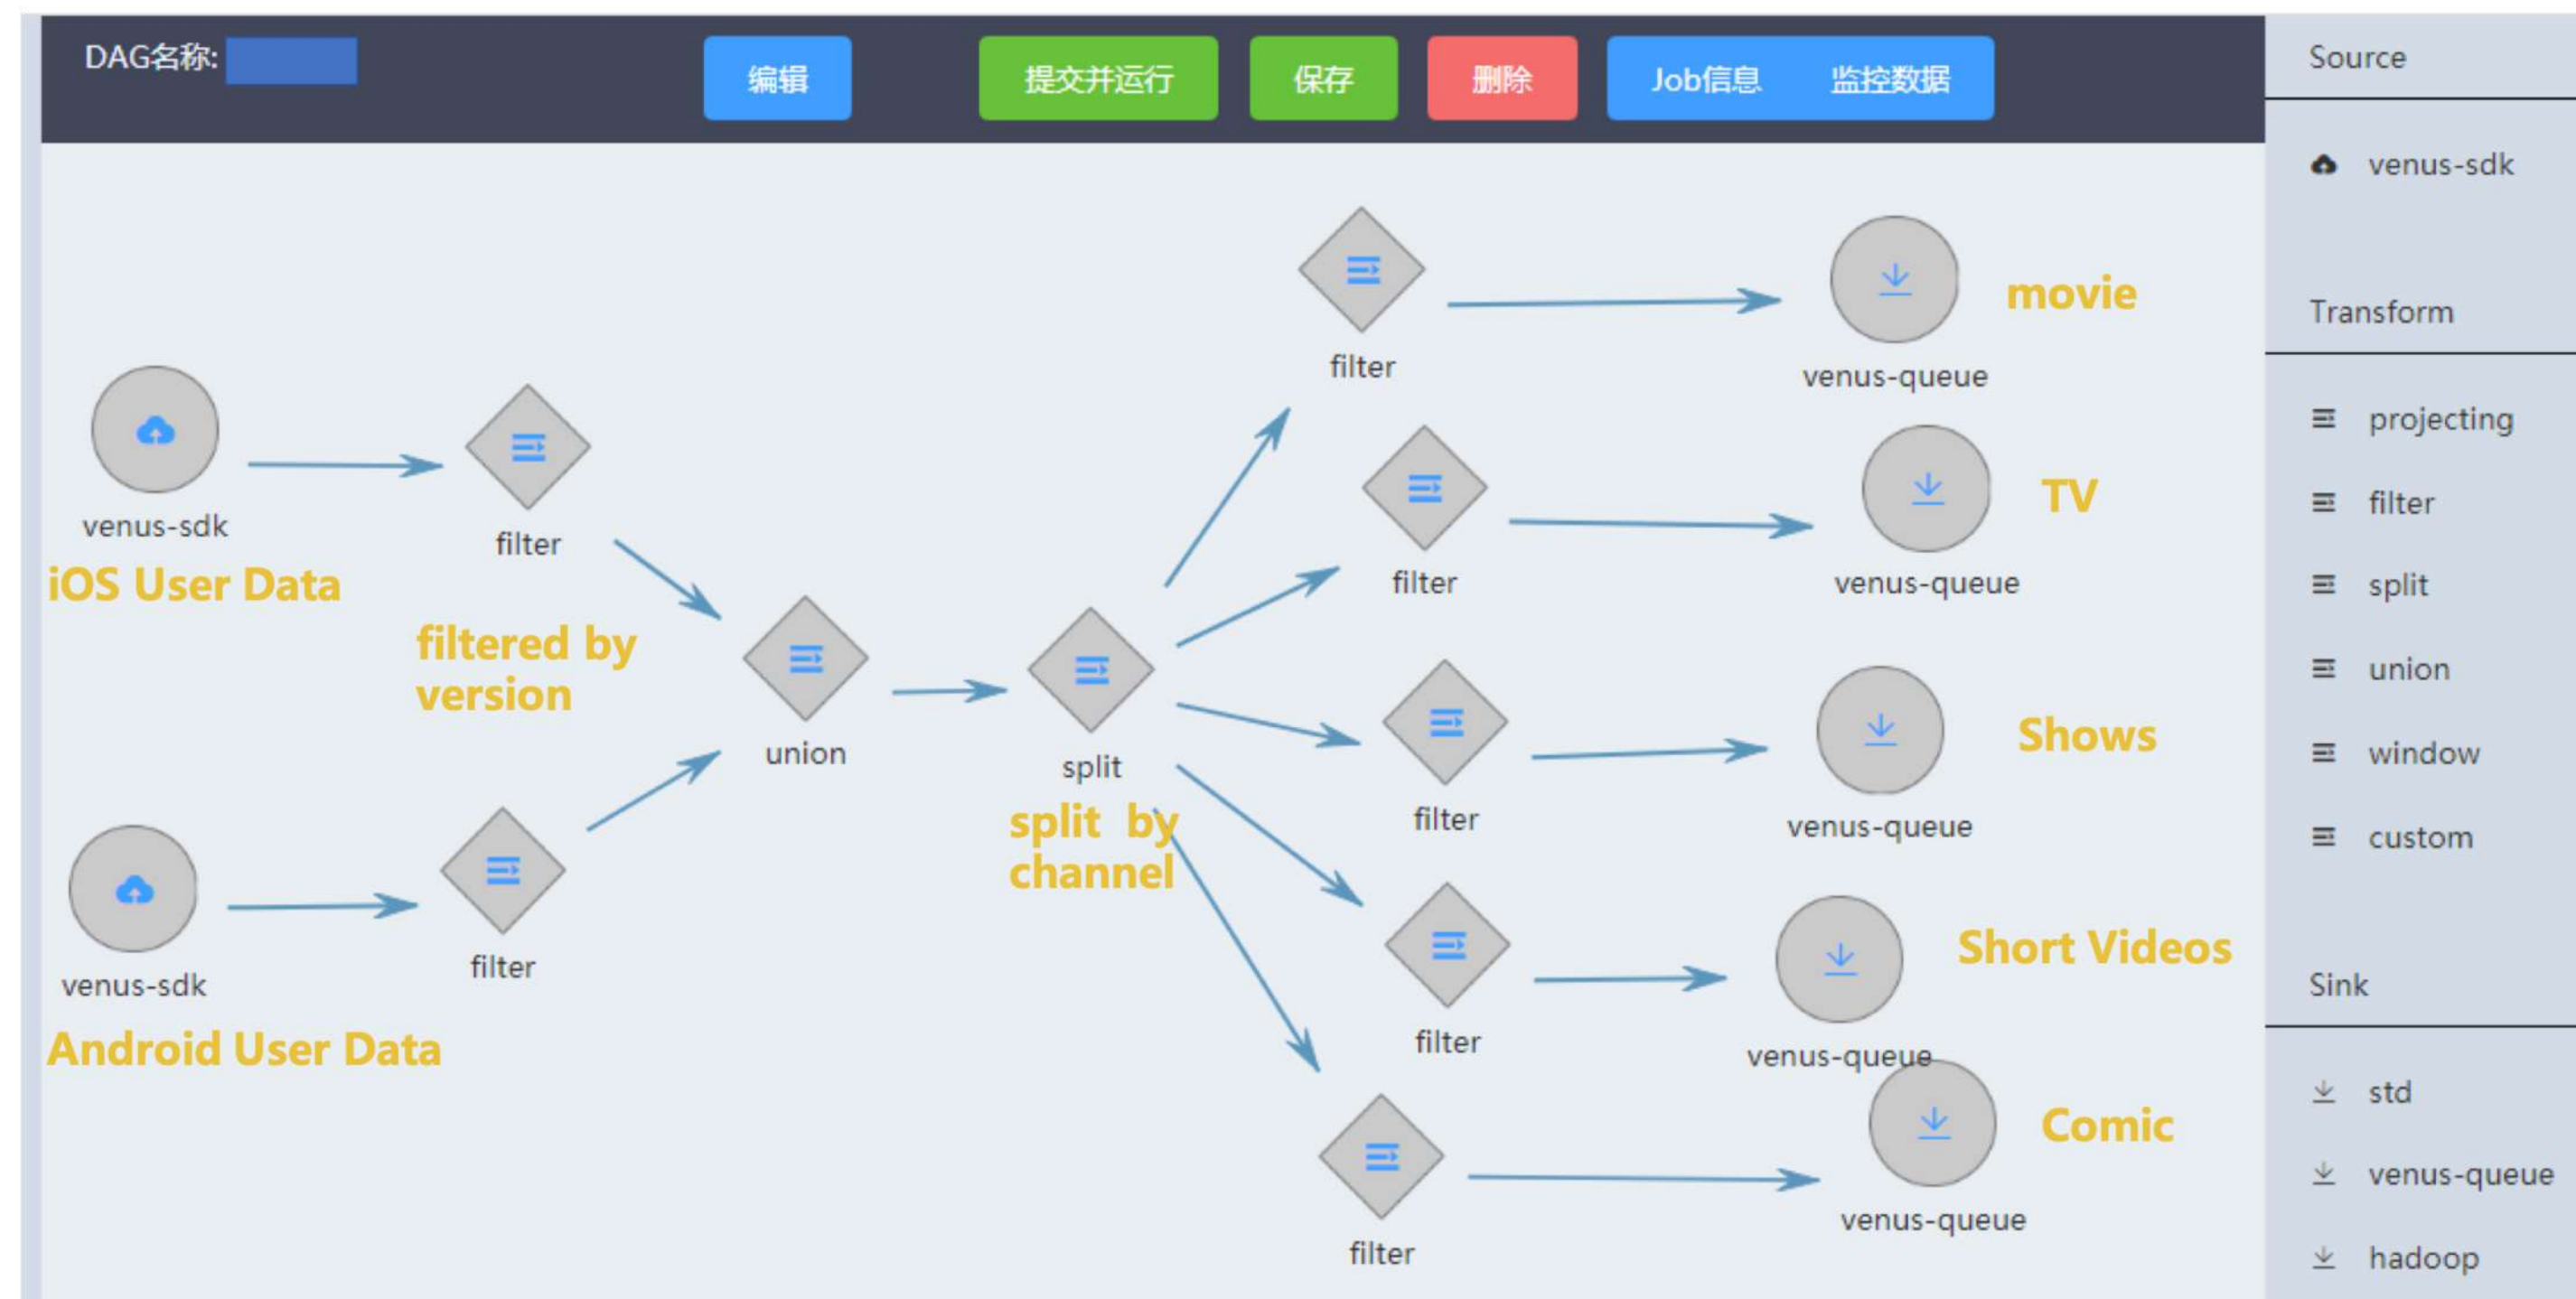 DAG名称:
编辑
提交并运行
保存
删除
Job信息
监控数据
Source
venus-sdk
Transform
projecting
filter
split
union
window
custom
Sink
std
venus-queue
hadoop
venus-sdk
iOS User Data
filter
filtered by
version
venus-sdk
Android User Data
filter
union
split
split by
channel
filter
venus-queue
movie
filter
venus-queue
TV
filter
venus-queue
Shows
filter
venus-queue
Short Videos
filter
venus-queue
Comic